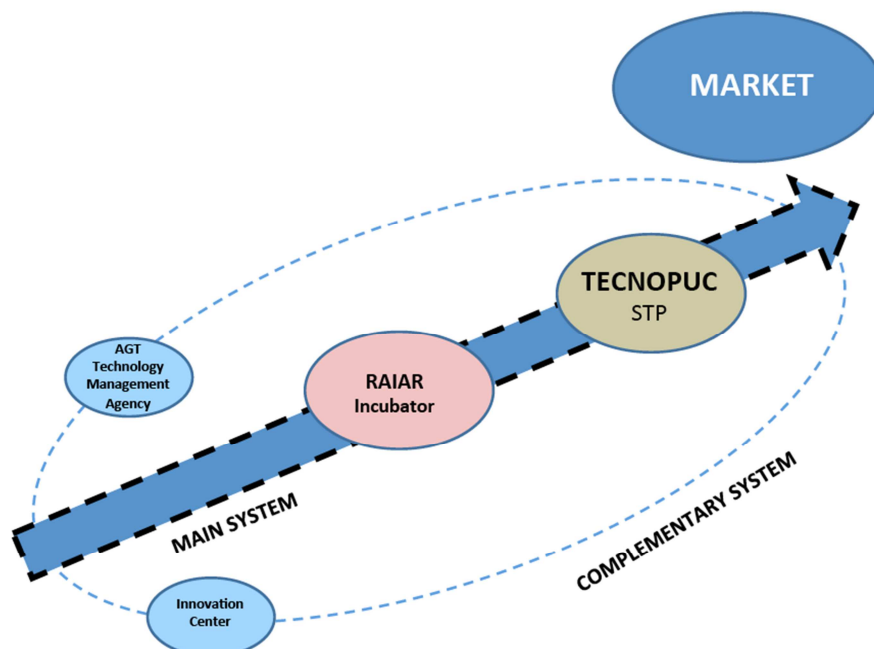 MARKET
TECNOPUC
STP
AGT
Technology
Management
Agency
RAIAR
Incubator
MAIN SYSTEM
COMPLEMENTARY SYSTEM
Innovation
Center